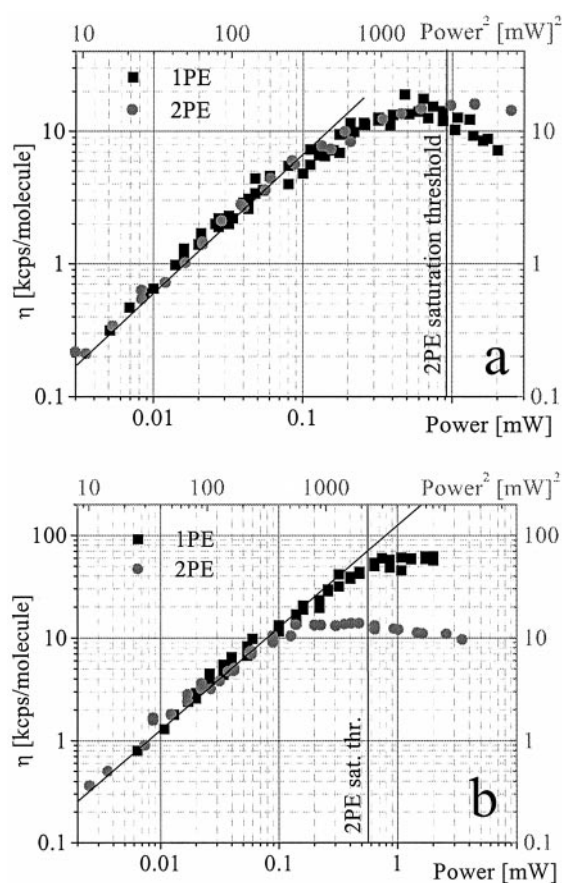 10 100 1000 Power² [mW]²
1PE
2PE
10
1
0.1
η [kcps/molecule]
2PE saturation threshold
10
1
0.1
a
0.01 0.1 1
Power [mW]
10 100 1000 Power² [mW]²
1PE
2PE
100
10
1
0.1
η [kcps/molecule]
2PE sat. thr.
100
10
1
0.1
b
0.01 0.1 1
Power [mW]